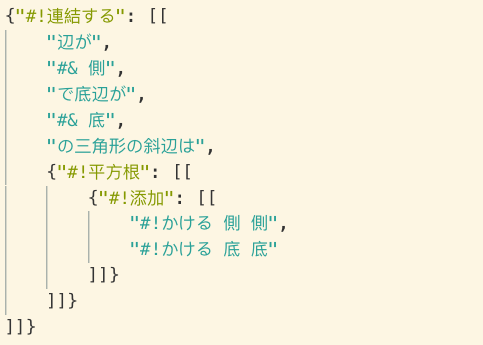 {"#!連結する": [[
"辺が",
"#& 側",
"で底辺が",
"#& 底",
"の三角形の斜辺は",
{"#!平方根": [[
{"#!添加": [[
"#!かける 側 側",
"#!かける 底 底"
]]}
]]}
]]}